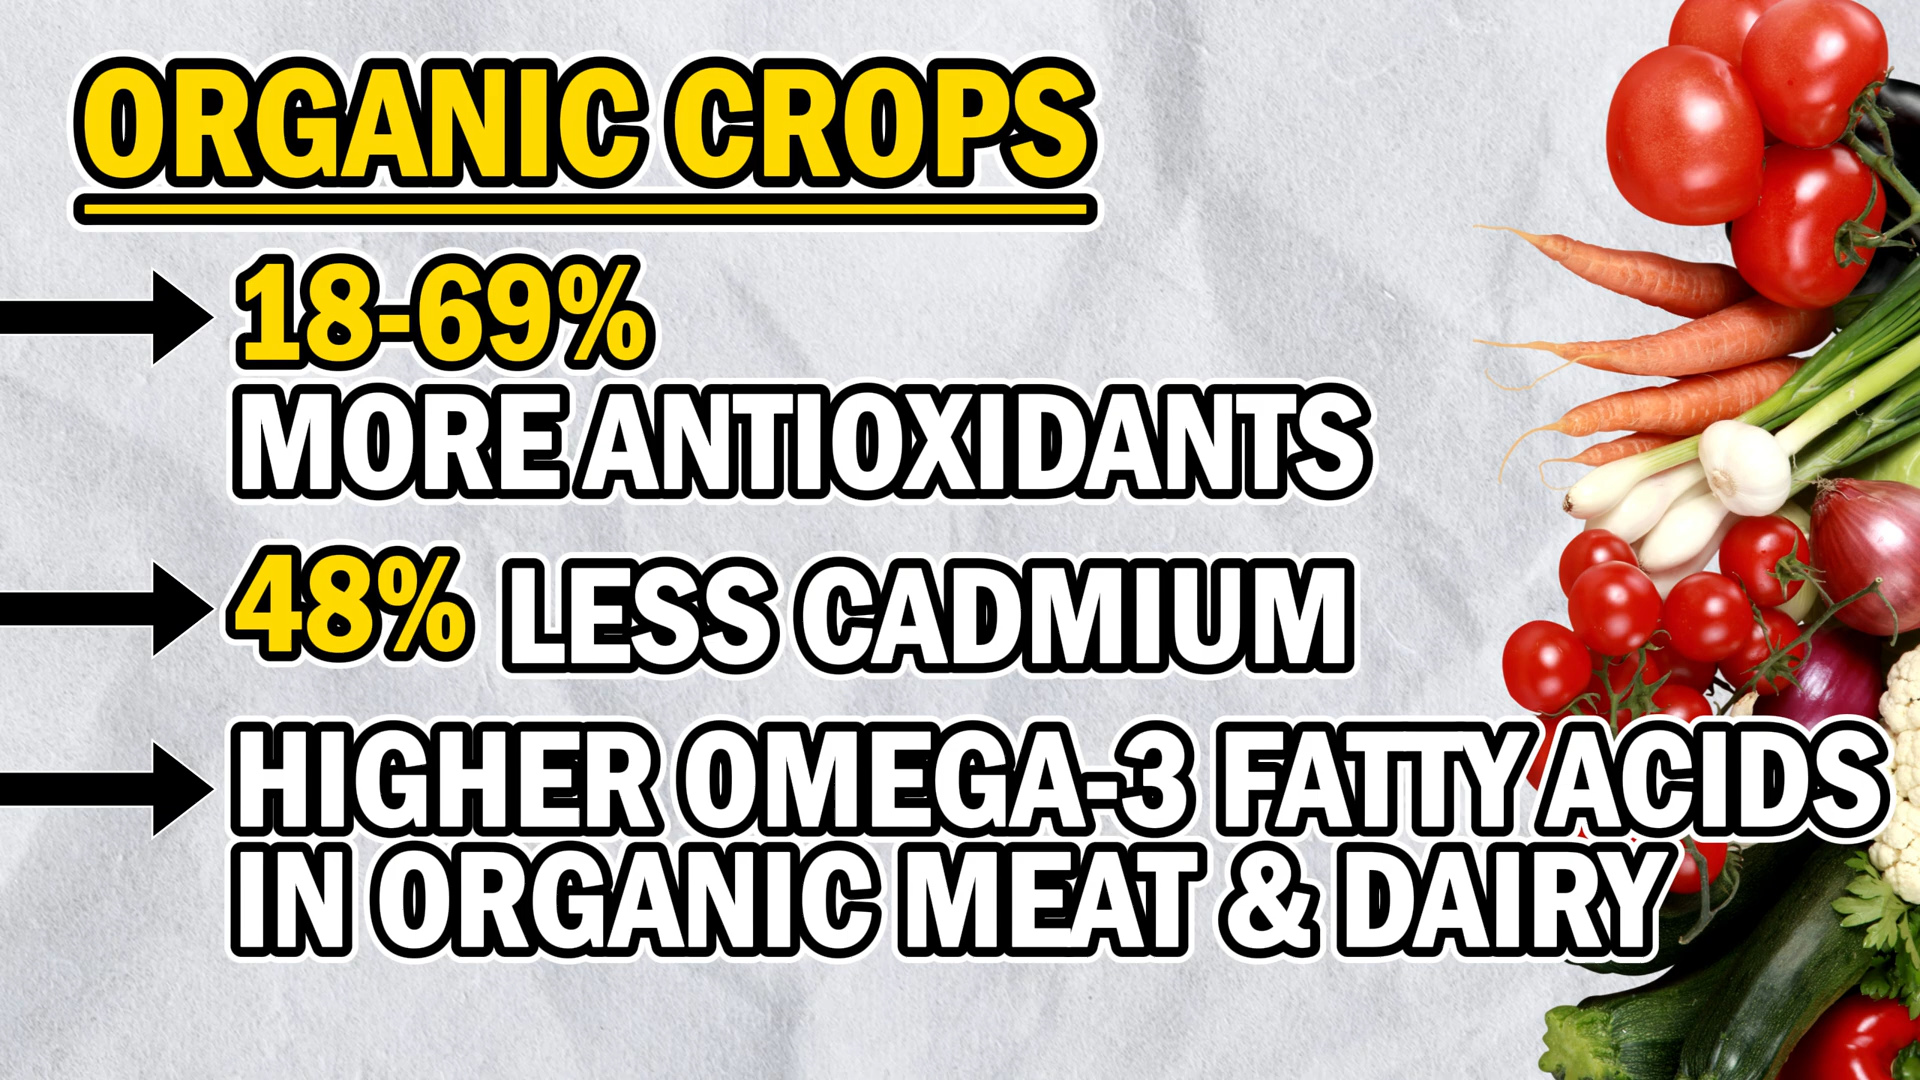 ORGANIC CROPS
18-69%
MORE ANTIOXIDANTS
48% LESS CADMIUM
HIGHER OMEGA-3 FATTY ACIDS
IN ORGANIC MEAT & DAIRY